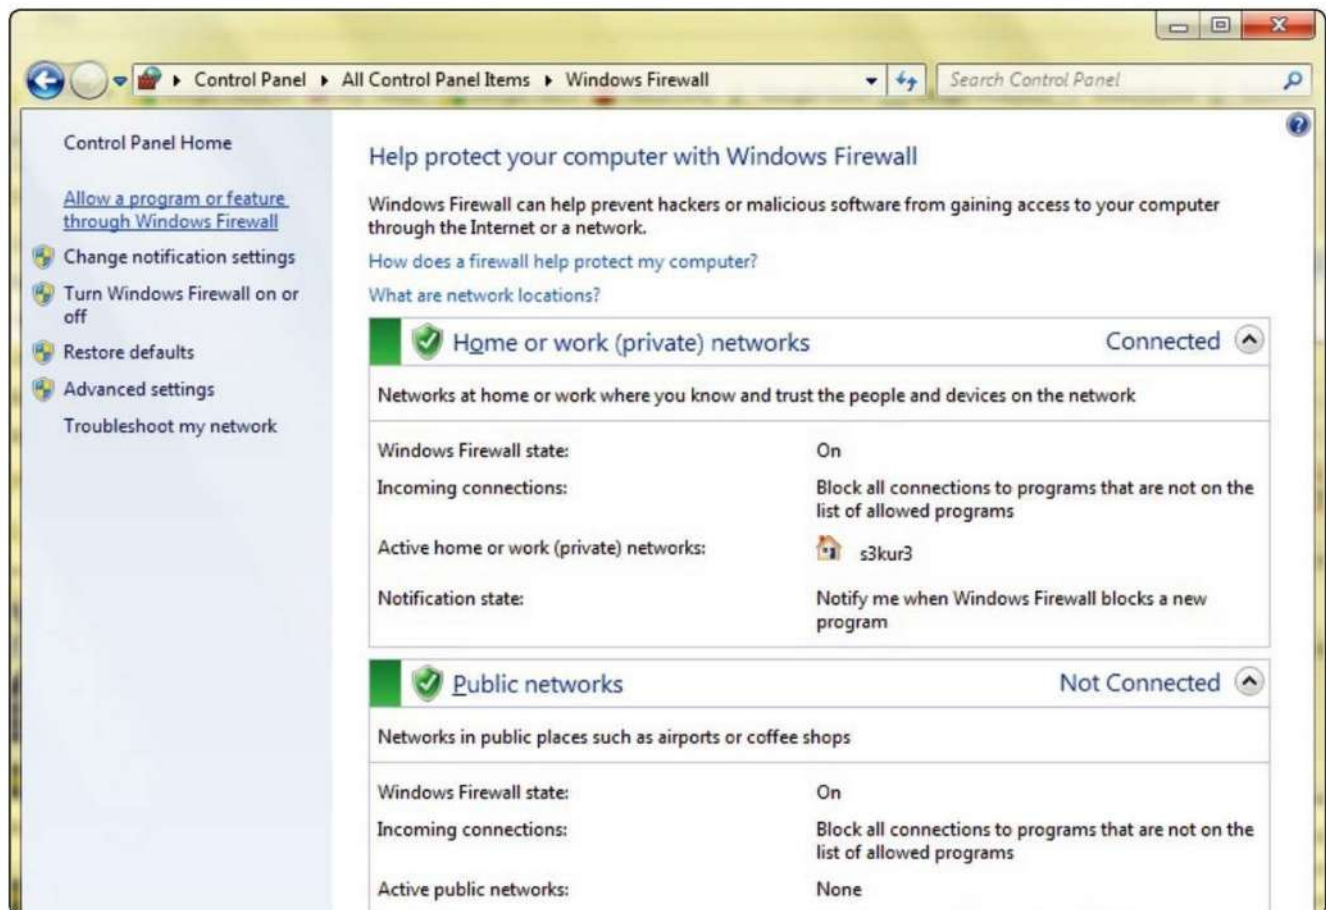 Control Panel ▸ All Control Panel Items ▸ Windows Firewall
Search Control Panel
Control Panel Home
Allow a program or feature
through Windows Firewall
Change notification settings
Turn Windows Firewall on or
off
Restore defaults
Advanced settings
Troubleshoot my network
Help protect your computer with Windows Firewall
Windows Firewall can help prevent hackers or malicious software from gaining access to your computer
through the Internet or a network.
How does a firewall help protect my computer?
What are network locations?
Home or work (private) networks Connected
Networks at home or work where you know and trust the people and devices on the network
Windows Firewall state: On
Incoming connections: Block all connections to programs that are not on the
list of allowed programs
Active home or work (private) networks: s3kur3
Notification state: Notify me when Windows Firewall blocks a new
program
Public networks Not Connected
Networks in public places such as airports or coffee shops
Windows Firewall state: On
Incoming connections: Block all connections to programs that are not on the
list of allowed programs
Active public networks: None